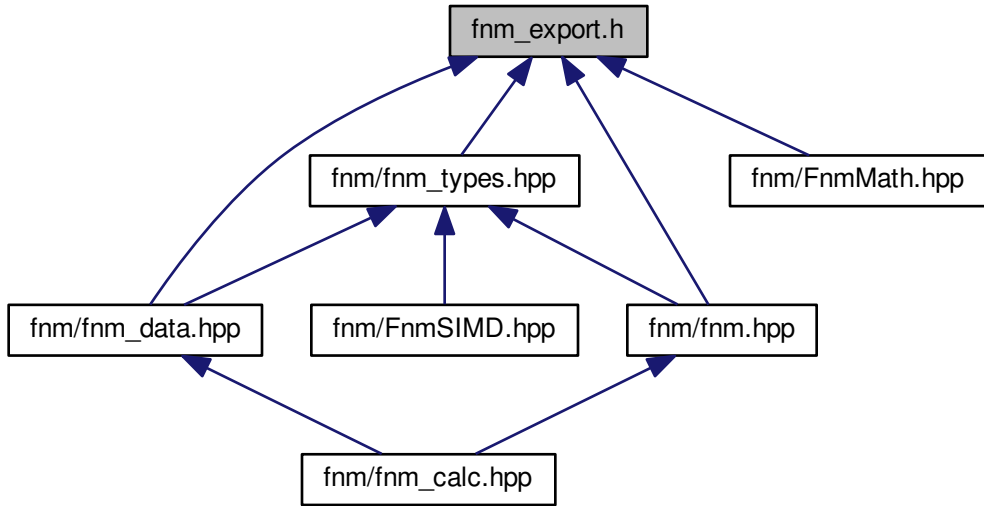 fnm_export.h
fnm/fnm_types.hpp
fnm/FnmMath.hpp
fnm/fnm_data.hpp
fnm/FnmSIMD.hpp
fnm/fnm.hpp
fnm/fnm_calc.hpp